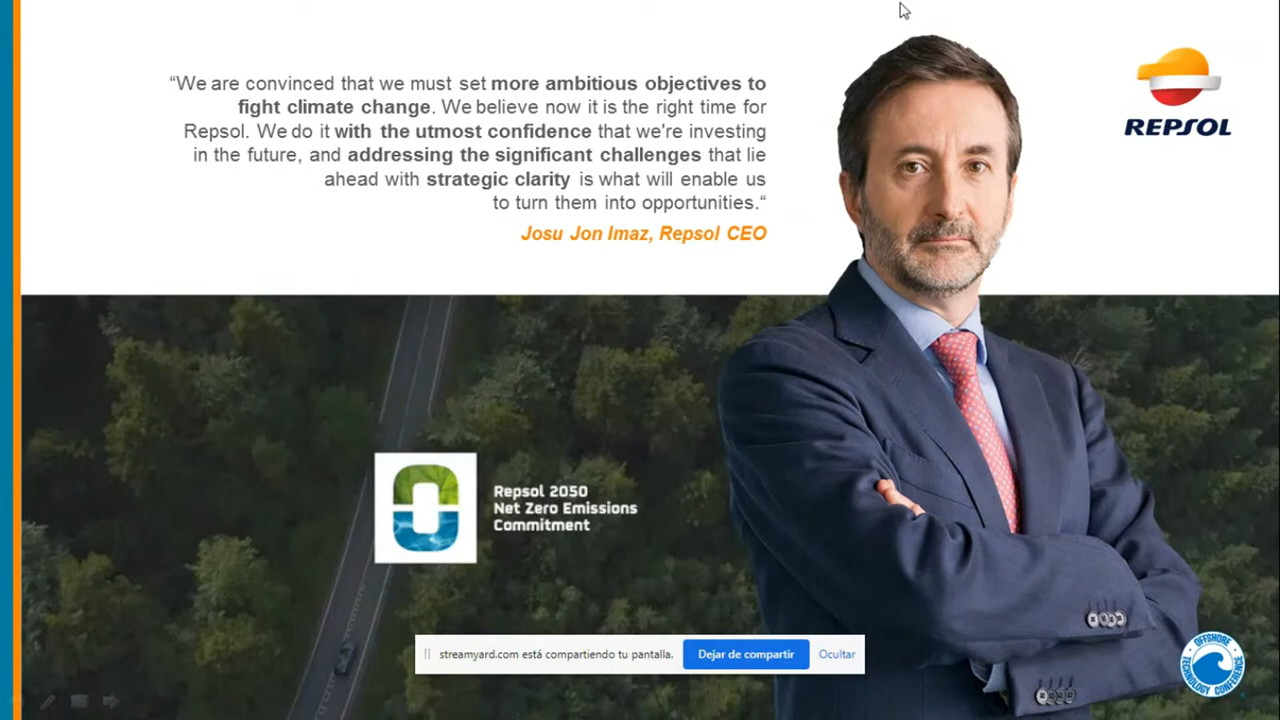 “We are convinced that we must set more ambitious objectives to
fight climate change. We believe now it is the right time for
Repsol. We do it with the utmost confidence that we're investing
in the future, and addressing the significant challenges that lie
ahead with strategic clarity is what will enable us
to turn them into opportunities.“
Josu Jon Imaz, Repsol CEO
REPSOL
Repsol 2050
Net Zero Emissions
Commitment
streamyard.com está compartiendo tu pantalla.
Dejar de compartir
Ocultar
OFFSHORE
TECHNOLOGY CONFERENCE